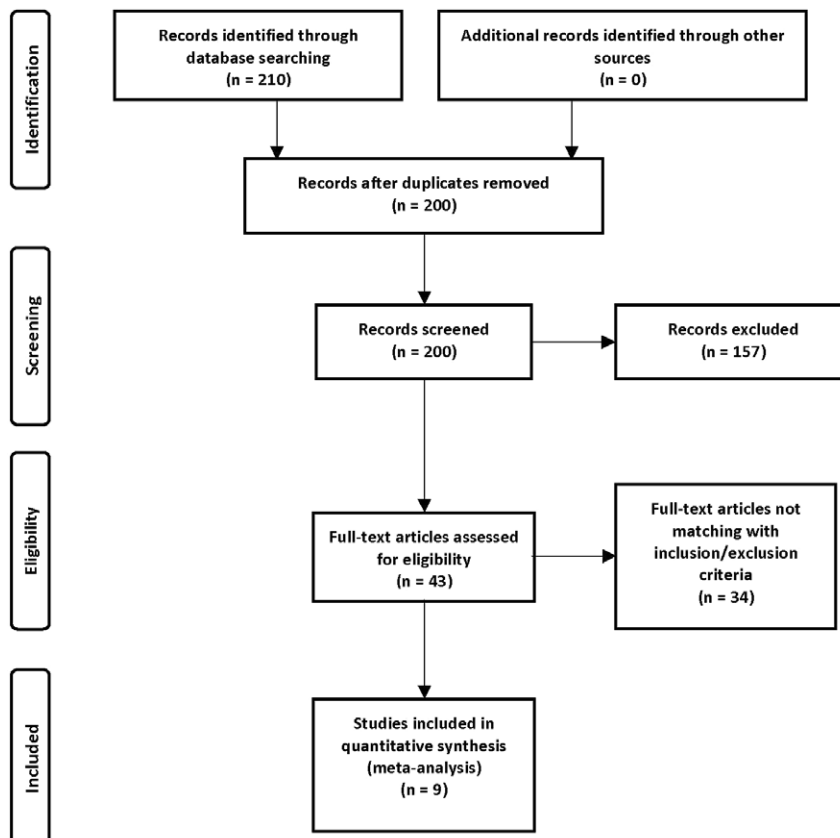 Identification
Records identified through
database searching
(n = 210)
Additional records identified through other
sources
(n = 0)
Records after duplicates removed
(n = 200)
Screening
Records screened
(n = 200)
Records excluded
(n = 157)
Eligibility
Full-text articles assessed
for eligibility
(n = 43)
Full-text articles not
matching with
inclusion/exclusion
criteria
(n = 34)
Included
Studies included in
quantitative synthesis
(meta-analysis)
(n = 9)